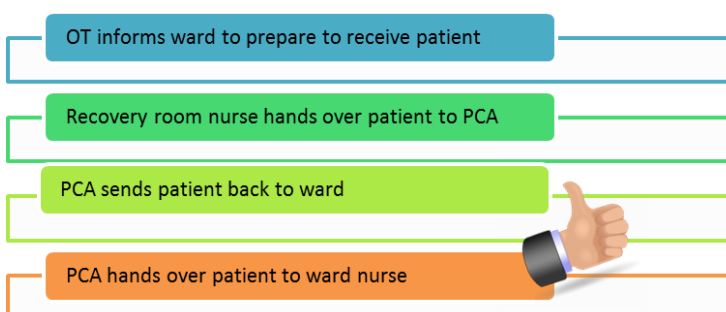 OT informs ward to prepare to receive patient
Recovery room nurse hands over patient to PCA
PCA sends patient back to ward
PCA hands over patient to ward nurse